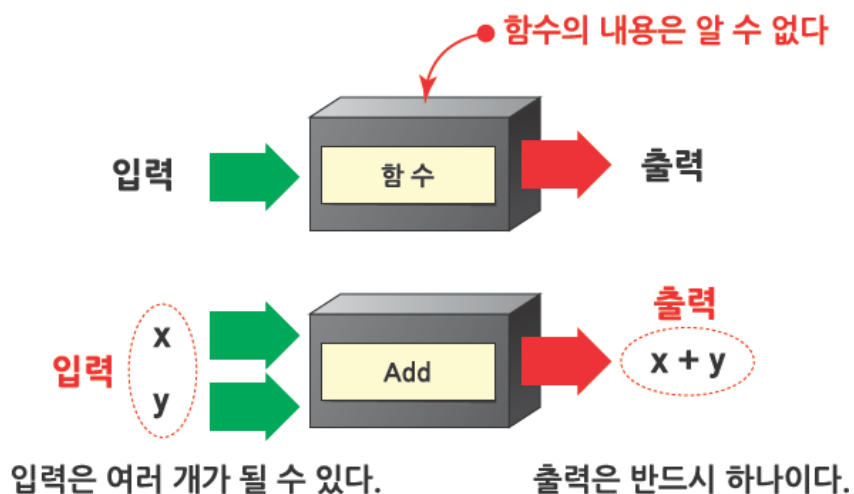 함수의 내용은 알 수 없다
입력
함 수
출력
출력
x
입력
Add
x + y
y
입력은 여러 개가 될 수 있다.
출력은 반드시 하나이다.